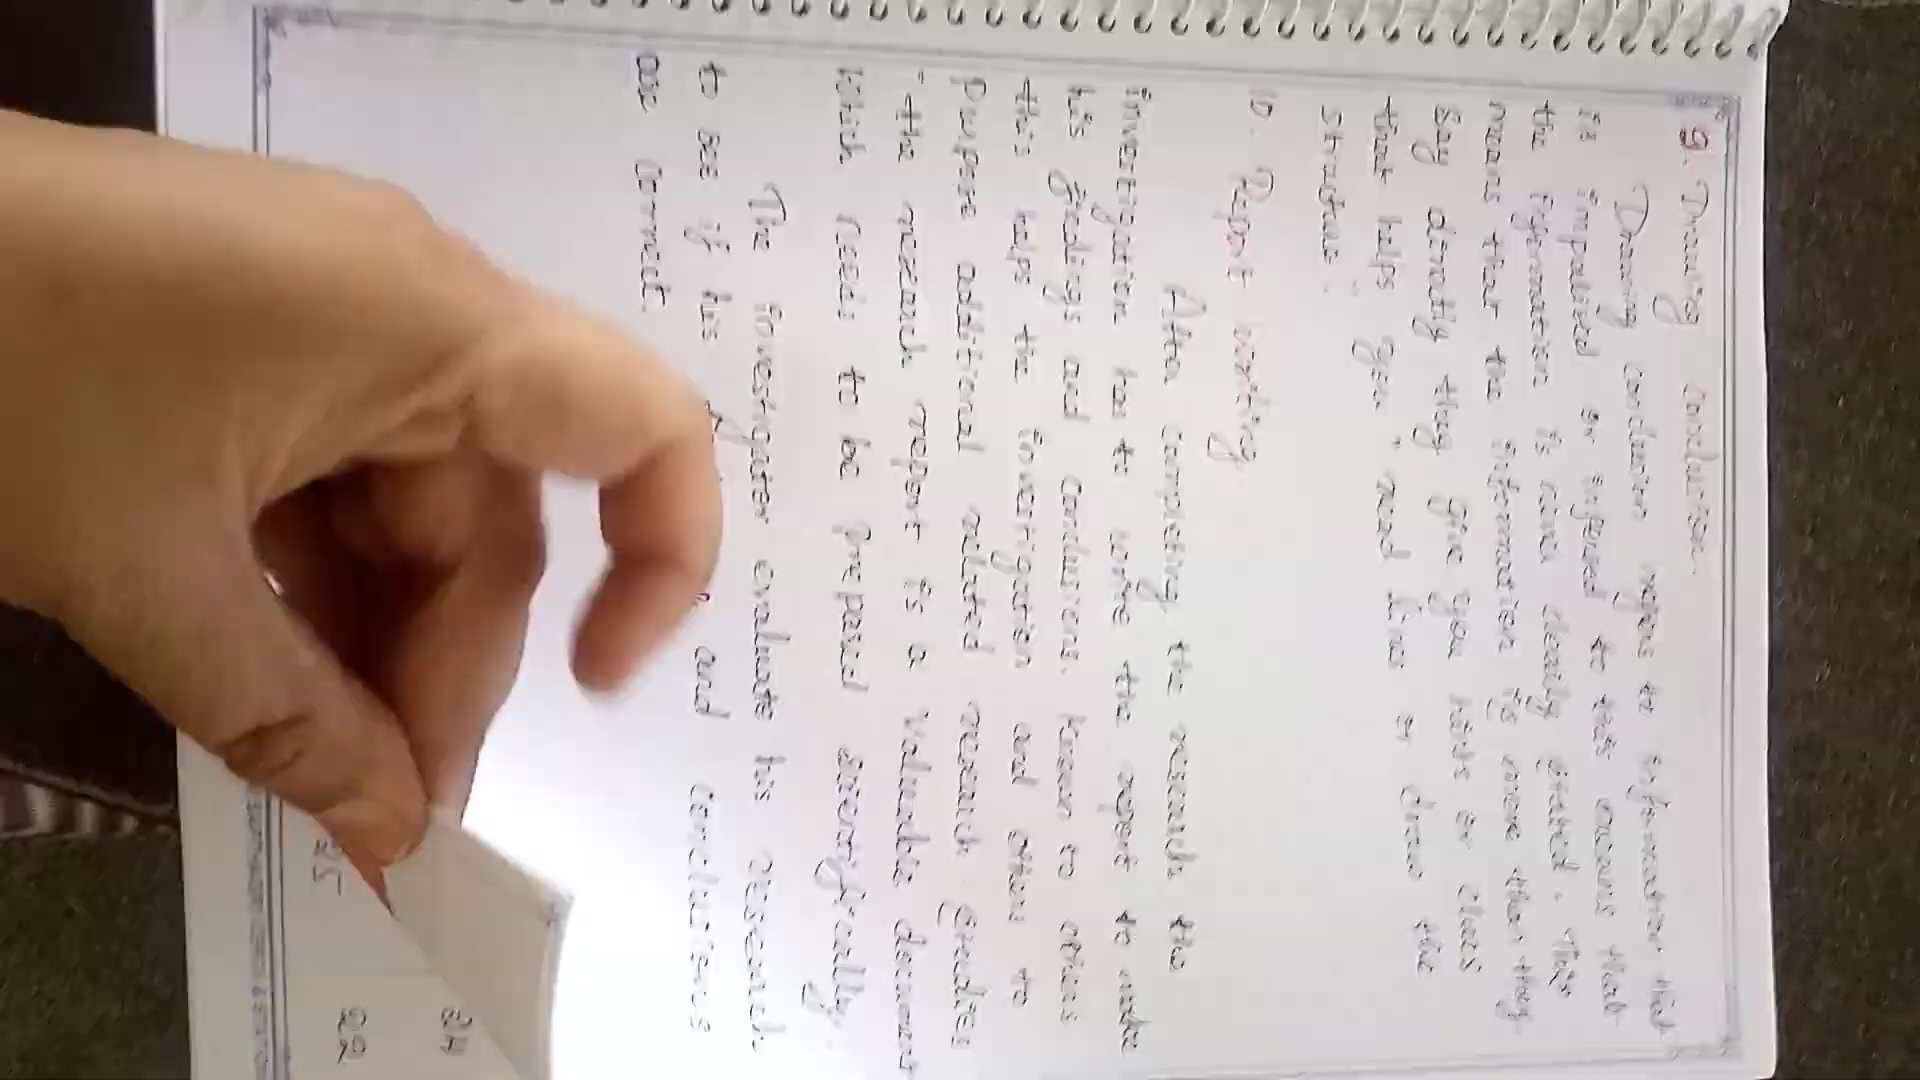 9. Drawing conclusion.
Drawing conclusion refers to information that
is impalised or infered to this means that
the information is never clearly stated. This
means that the information is more than they
Say directly they give you hints or clues
that helps you "read lines or draw the
structure.
10. Report writing.
After completing the research the
investigation has to write the report to make
his findings and conclusions. known to others
this helps the investigation and others to
Purpose additional related research studies
"the research report is a Valuable document
which needs to be prepared scientifically.
The investigator evaluate his research
to see if his and conclusions
are correct
24
22